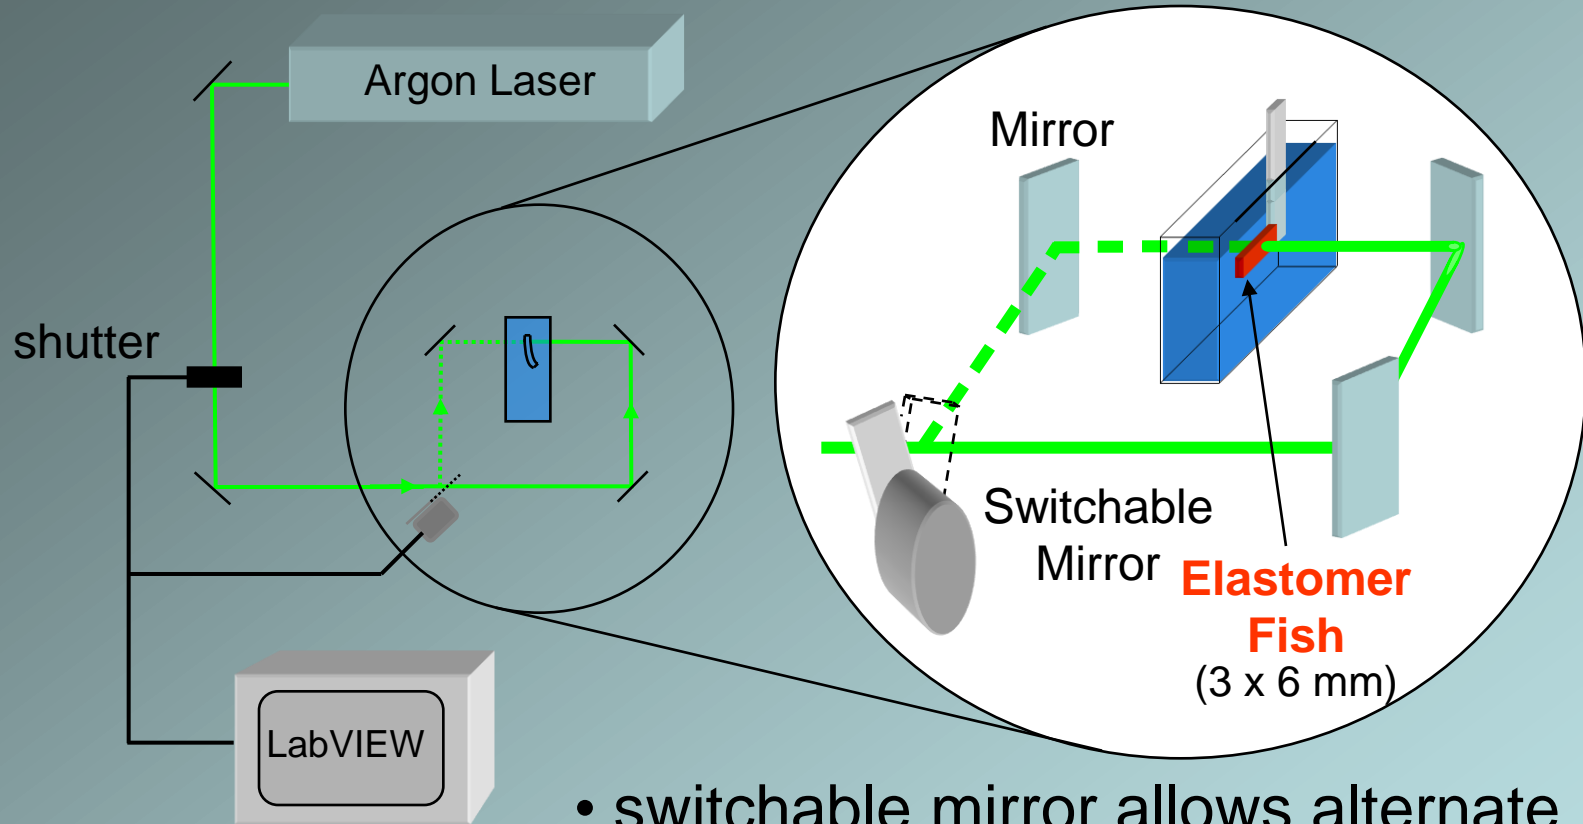 Argon Laser
Mirror
shutter
Switchable
Mirror
Elastomer
Fish
(3 x 6 mm)
LabVIEW
• switchable mirror allows alternate